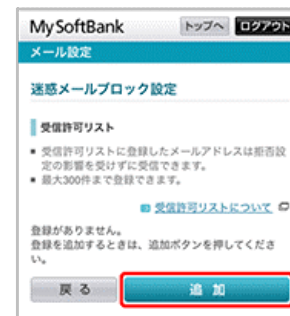 My SoftBank
トップへ
ログアウト
メール設定
迷惑メールブロック設定
受信許可リスト
■ 受信許可リストに登録したメールアドレスは拒否設
定の影響を受けずに受信できます。
■ 最大300件まで登録できます。
受信許可リストについて
登録がありません。
登録を追加するときは、追加ボタンを押してくださ
い。
戻る
追加